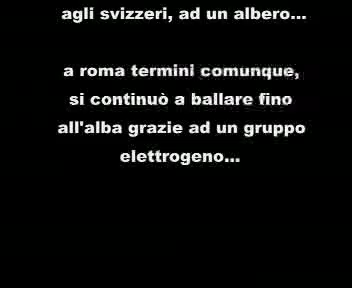 agli svizzeri, ad un albero...
a roma termini comunque,
si continuò a ballare fino
all'alba grazie ad un gruppo
elettrogeno...